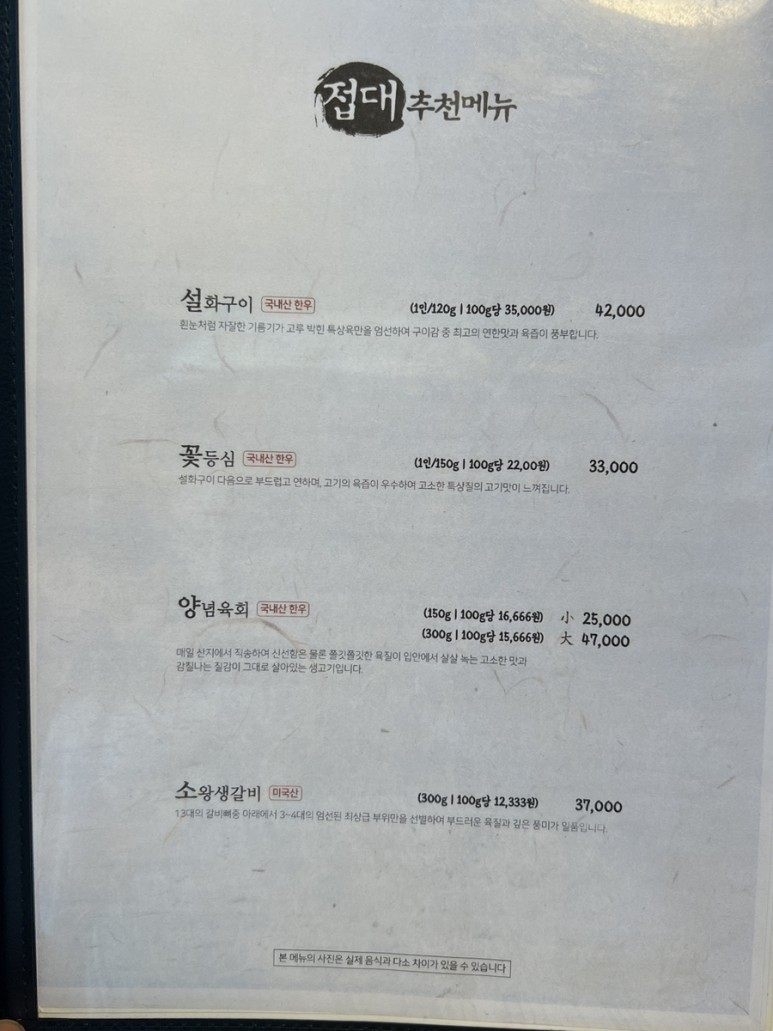 접대 추천메뉴
설화구이 국내산 한우 (1인/120g | 100g당 35,000원) 42,000
흰눈처럼 자잘한 기름기가 고루 박힌 특상육만을 엄선하여 구이감 중 최고의 연한맛과 육즙이 풍부합니다.
꽃등심 국내산 한우 (1인/150g | 100g당 22,00원) 33,000
설화구이 다음으로 부드럽고 연하며, 고기의 육즙이 우수하여 고소한 특상질의 고기맛이 느껴집니다.
양념육회 국내산 한우 (150g | 100g당 16,666원) 小 25,000
(300g | 100g당 15,666원) 大 47,000
매일 산지에서 직송하여 신선함은 물론 쫄깃쫄깃한 육질이 입안에서 살살 녹는 고소한 맛과
감칠나는 질감이 그대로 살아있는 생고기입니다.
소왕생갈비 미국산 (300g | 100g당 12,333원) 37,000
13대의 갈비뼈중 아래에서 3~4대의 엄선된 최상급 부위만을 선별하여 부드러운 육질과 깊은 풍미가 일품입니다.
본 메뉴의 사진은 실제 음식과 다소 차이가 있을 수 있습니다